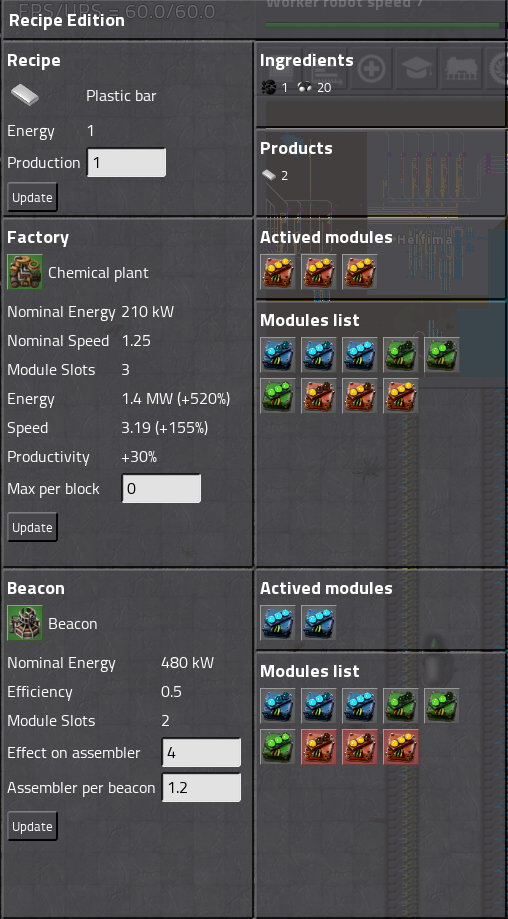 EPS/UPS = 60.0/60.0
Worker robot speed 7
Recipe Edition
Recipe
Plastic bar
Energy 1
Production 1
Update
Ingredients
1 20
Products
2
Helfima
Factory
Chemical plant
Nominal Energy 210 kW
Nominal Speed 1.25
Module Slots 3
Energy 1.4 MW (+520%)
Speed 3.19 (+155%)
Productivity +30%
Max per block 0
Update
Actived modules
Modules list
Beacon
Beacon
Nominal Energy 480 kW
Efficiency 0.5
Module Slots 2
Effect on assembler 4
Assembler per beacon 1.2
Update
Actived modules
Modules list